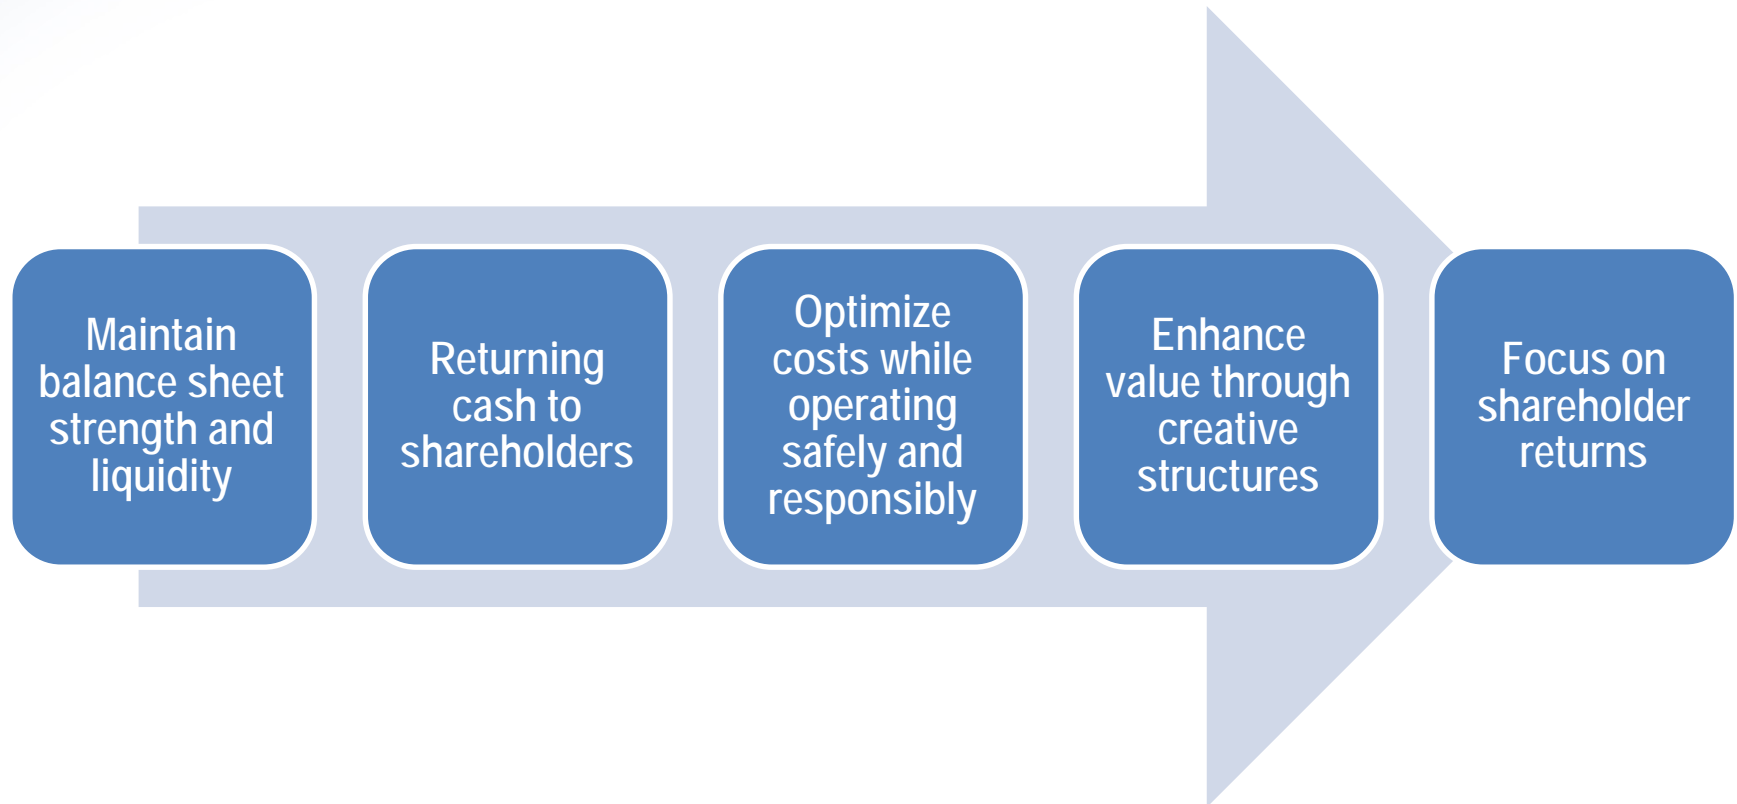 Maintain
balance sheet
strength and
liquidity
Returning
cash to
shareholders
Optimize
costs while
operating
safely and
responsibly
Enhance
value through
creative
structures
Focus on
shareholder
returns